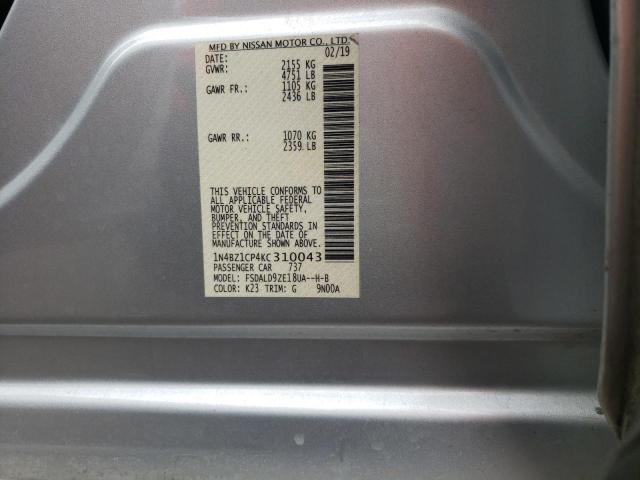 MFD BY NISSAN MOTOR CO., LTD.
DATE: 02/19
GVWR: 2155 KG
4751 LB
GAWR FR.: 1105 KG
2436 LB
GAWR RR.: 1070 KG
2359 LB
THIS VEHICLE CONFORMS TO
ALL APPLICABLE FEDERAL
MOTOR VEHICLE SAFETY,
BUMPER, AND THEFT
PREVENTION STANDARDS IN
EFFECT ON THE DATE OF
MANUFACTURE SHOWN ABOVE.
1N4BZ1CP4KC310043
PASSENGER CAR 737
MODEL: FSDALD9ZE18UA--H-B
COLOR: K23 TRIM: G 9N00A